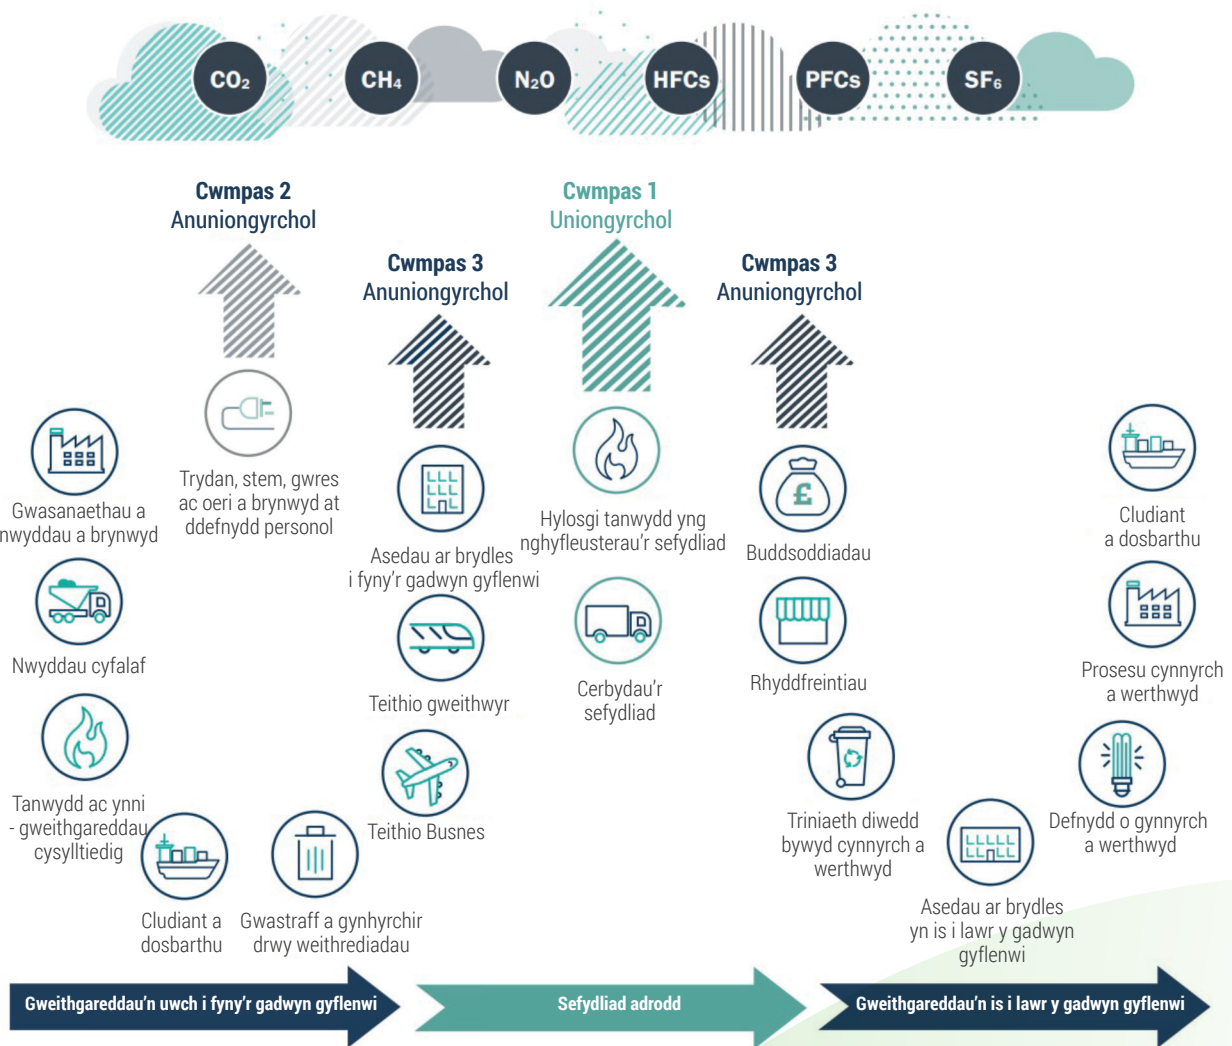 CO₂
CH₄
N₂O
HFCs
PFCs
SF₆
Cwmpas 2
Anuniongyrchol
Cwmpas 1
Uniongyrchol
Cwmpas 3
Anuniongyrchol
Cwmpas 3
Anuniongyrchol
Gwasanaethau a
nwyddau a brynwyd
Nwyddau cyfalaf
Tanwydd ac ynni
- gweithgareddau
cysylltiedig
Cludiant a
dosbarthu
Gwastraff a gynhyrchir
drwy weithrediadau
Trydan, stem, gwres
ac oeri a brynwyd at
ddefnydd personol
Asedau ar brydles
i fyny'r gadwyn gyflenwi
Teithio gweithwyr
Teithio Busnes
Hylosgi tanwydd yng
nghyfleusterau'r sefydliad
Cerbydau'r
sefydliad
£
Buddsoddiadau
Rhyddfreintiau
Triniaeth diwedd
bywyd cynnyrch a
werthwyd
Asedau ar brydles
yn is i lawr y gadwyn
gyflenwi
Cludiant
a dosbarthu
Prosesu cynnyrch
a werthwyd
Defnydd o gynnyrch
a werthwyd
Gweithgareddau'n uwch i fyny'r gadwyn gyflenwi
Sefydliad adrodd
Gweithgareddau'n is i lawr y gadwyn gyflenwi